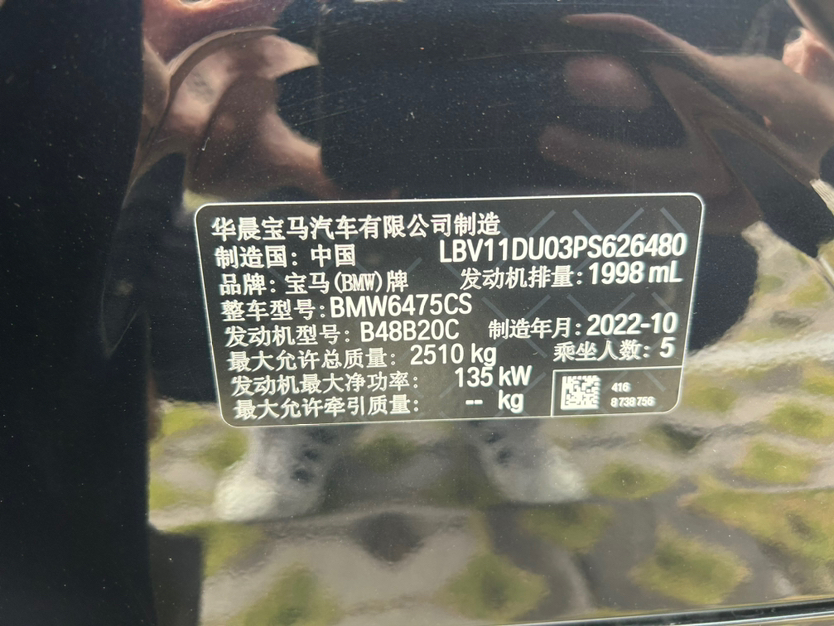 华晨宝马汽车有限公司制造
制造国：中国 LBV11DU03PS626480
品牌：宝马(BMW)牌 发动机排量：1998 mL
整车型号：BMW6475CS
发动机型号：B48B20C 制造年月：2022-10
最大允许总质量：2510 kg 乘坐人数：5
发动机最大净功率：135 kW
最大允许牵引质量：-- kg
416
8738756